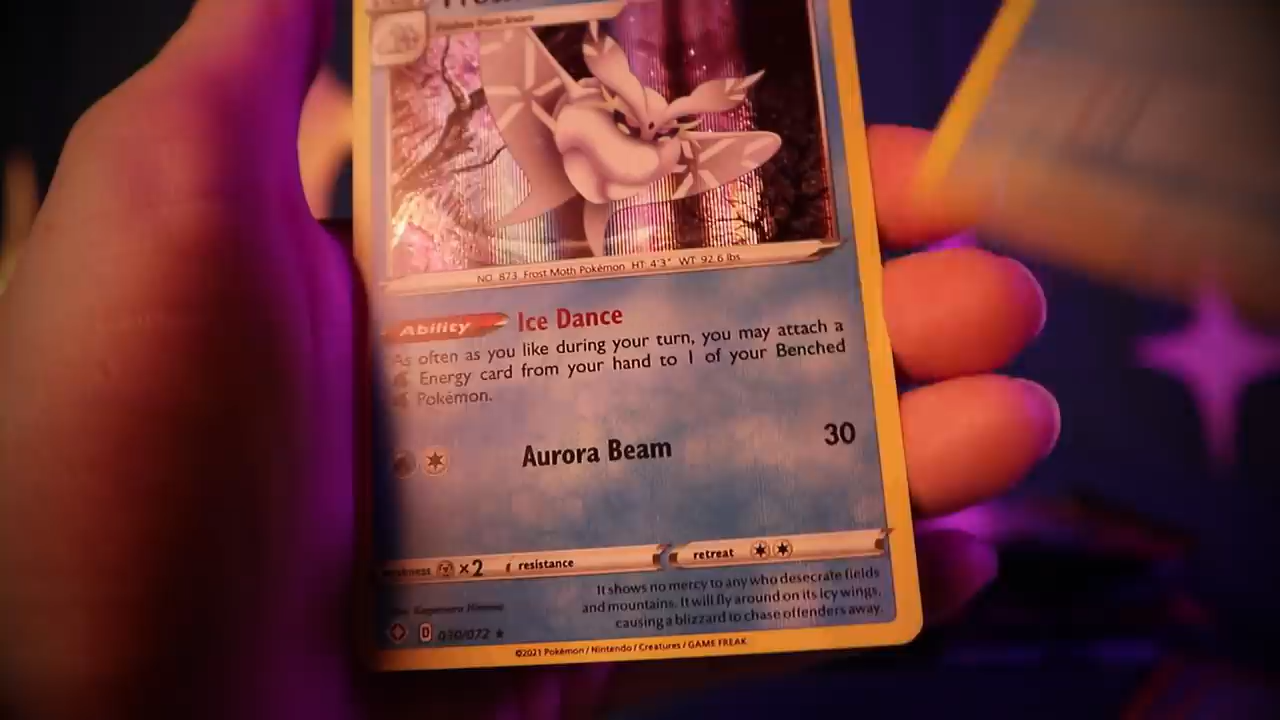 Evolves from Snom
NO. 873 Frost Moth Pokémon HT: 4'3" WT: 92.6 lbs.
Ability Ice Dance
As often as you like during your turn, you may attach a
Energy card from your hand to 1 of your Benched
Pokémon.
Aurora Beam 30
weakness ×2 resistance retreat
It shows no mercy to any who desecrate fields
and mountains. It will fly around on its icy wings,
causing a blizzard to chase offenders away.
D 030/072 ★
©2021 Pokémon / Nintendo / Creatures / GAME FREAK